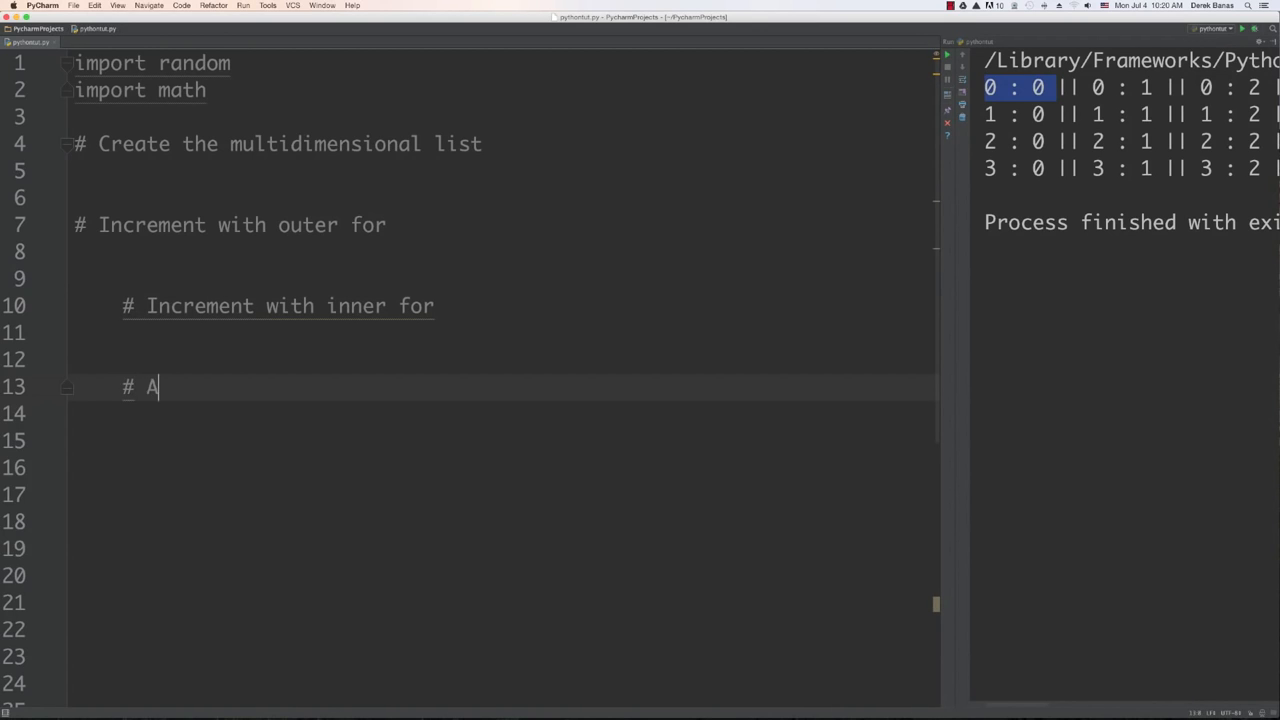 PyCharm File Edit View Navigate Code Refactor Run Tools VCS Window Help 10 Mon Jul 4 10:20 AM Derek Banas
pythontut.py - PycharmProjects - [~/PycharmProjects]
PycharmProjects pythontut.py pythontut
pythontut.py
Run: pythontut
1 import random
2 import math
3
4 # Create the multidimensional list
5
6
7 # Increment with outer for
8
9
10 # Increment with inner for
11
12
13 # A
14
15
16
17
18
19
20
21
22
23
24
/Library/Frameworks/Pytho
0 : 0 || 0 : 1 || 0 : 2 |
1 : 0 || 1 : 1 || 1 : 2 |
2 : 0 || 2 : 1 || 2 : 2 |
3 : 0 || 3 : 1 || 3 : 2 |
Process finished with exi
13:8 LF‡ UTF-8‡